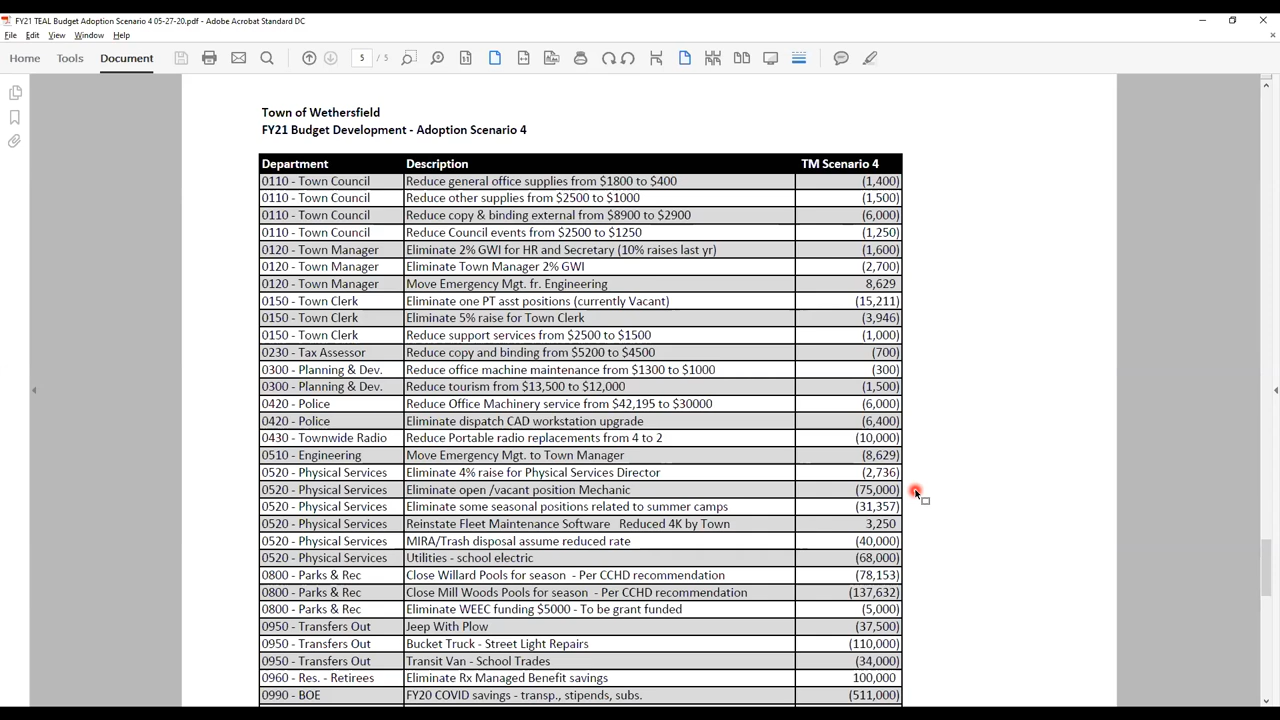 FY21 TEAL Budget Adoption Scenario 4 05-27-20.pdf - Adobe Acrobat Standard DC
File Edit View Window Help
Home Tools Document 5 / 5
Town of Wethersfield
FY21 Budget Development - Adoption Scenario 4
Department Description TM Scenario 4
0110 - Town Council Reduce general office supplies from $1800 to $400 (1,400)
0110 - Town Council Reduce other supplies from $2500 to $1000 (1,500)
0110 - Town Council Reduce copy & binding external from $8900 to $2900 (6,000)
0110 - Town Council Reduce Council events from $2500 to $1250 (1,250)
0120 - Town Manager Eliminate 2% GWI for HR and Secretary (10% raises last yr) (1,600)
0120 - Town Manager Eliminate Town Manager 2% GWI (2,700)
0120 - Town Manager Move Emergency Mgt. fr. Engineering 8,629
0150 - Town Clerk Eliminate one PT asst positions (currently Vacant) (15,211)
0150 - Town Clerk Eliminate 5% raise for Town Clerk (3,946)
0150 - Town Clerk Reduce support services from $2500 to $1500 (1,000)
0230 - Tax Assessor Reduce copy and binding from $5200 to $4500 (700)
0300 - Planning & Dev. Reduce office machine maintenance from $1300 to $1000 (300)
0300 - Planning & Dev. Reduce tourism from $13,500 to $12,000 (1,500)
0420 - Police Reduce Office Machinery service from $42,195 to $30000 (6,000)
0420 - Police Eliminate dispatch CAD workstation upgrade (6,400)
0430 - Townwide Radio Reduce Portable radio replacements from 4 to 2 (10,000)
0510 - Engineering Move Emergency Mgt. to Town Manager (8,629)
0520 - Physical Services Eliminate 4% raise for Physical Services Director (2,736)
0520 - Physical Services Eliminate open /vacant position Mechanic (75,000)
0520 - Physical Services Eliminate some seasonal positions related to summer camps (31,357)
0520 - Physical Services Reinstate Fleet Maintenance Software Reduced 4K by Town 3,250
0520 - Physical Services MIRA/Trash disposal assume reduced rate (40,000)
0520 - Physical Services Utilities - school electric (68,000)
0800 - Parks & Rec Close Willard Pools for season - Per CCHD recommendation (78,153)
0800 - Parks & Rec Close Mill Woods Pools for season - Per CCHD recommendation (137,632)
0800 - Parks & Rec Eliminate WEEC funding $5000 - To be grant funded (5,000)
0950 - Transfers Out Jeep With Plow (37,500)
0950 - Transfers Out Bucket Truck - Street Light Repairs (110,000)
0950 - Transfers Out Transit Van - School Trades (34,000)
0960 - Res. - Retirees Eliminate Rx Managed Benefit savings 100,000
0990 - BOE FY20 COVID savings - transp., stipends, subs. (511,000)